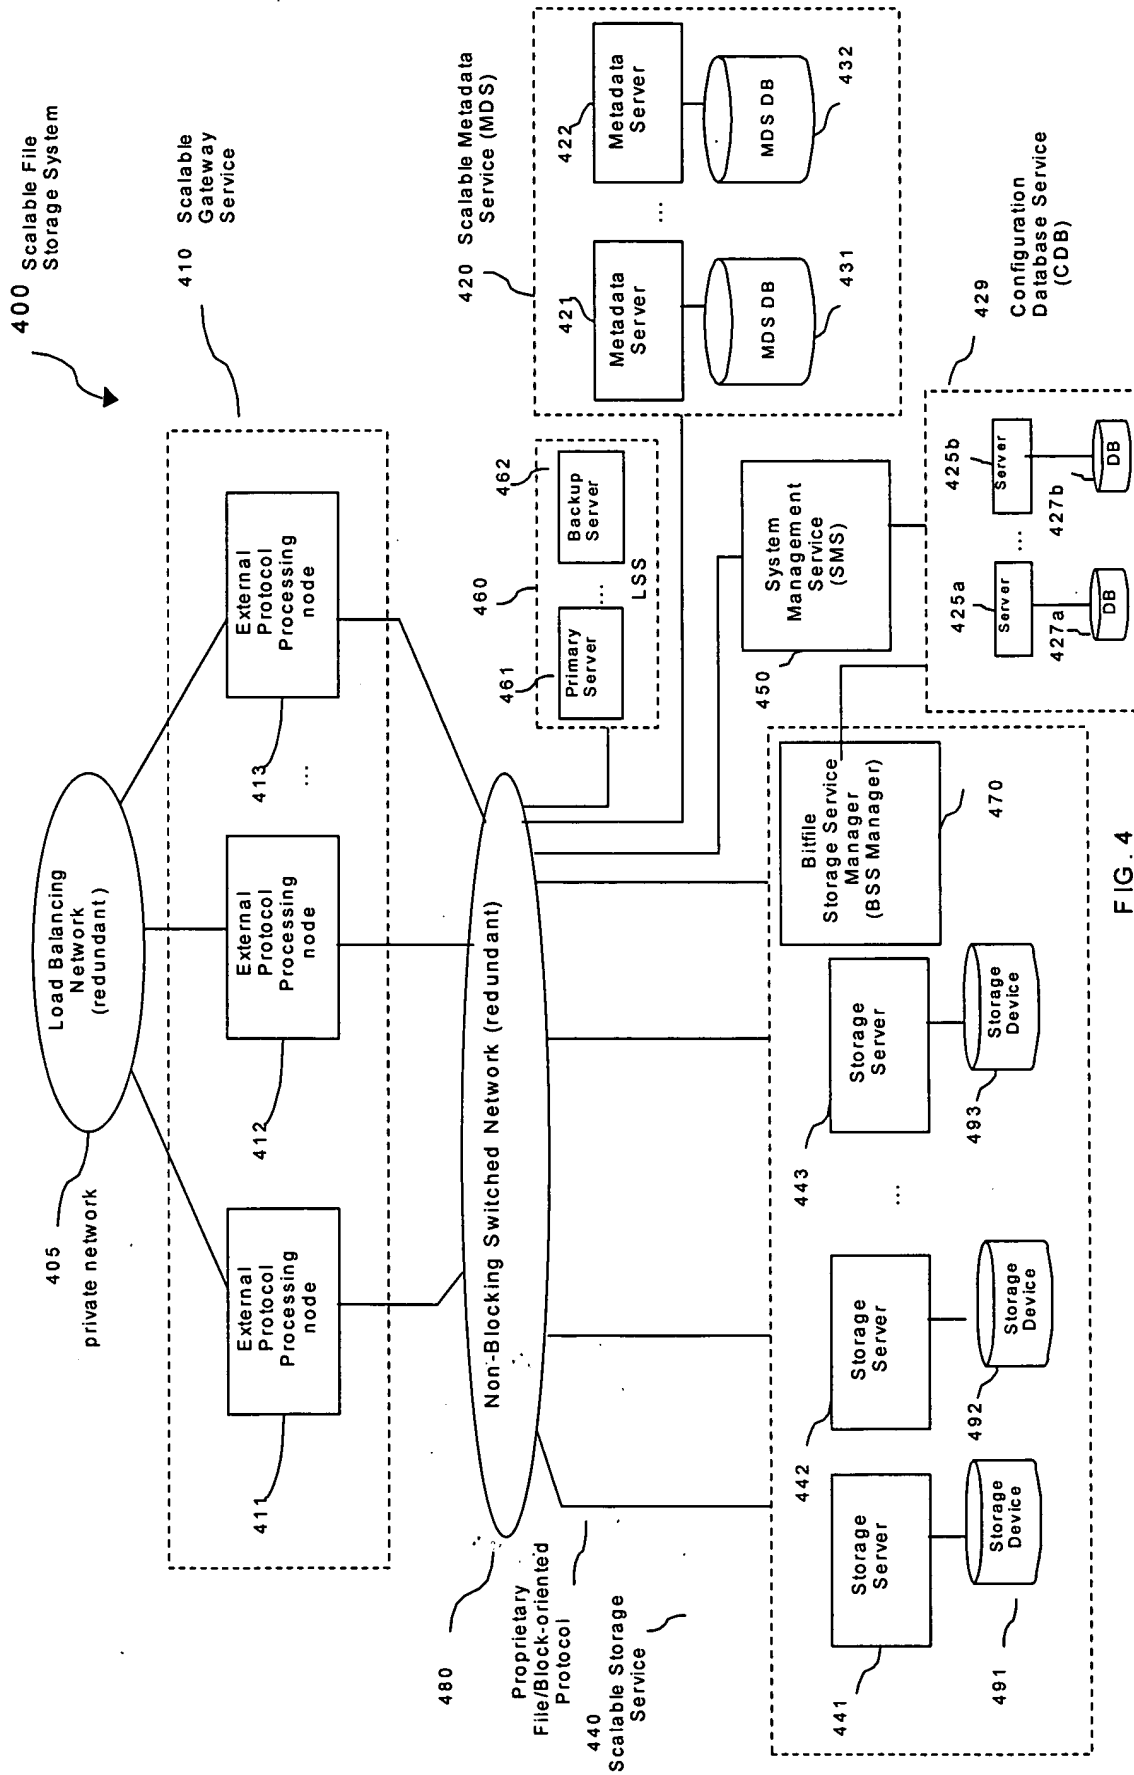 400
Scalable File
Storage System
Load Balancing
Network
(redundant)
405
private network
410
Scalable
Gateway
Service
External
Protocol
Processing
node
411
External
Protocol
Processing
node
412
External
Protocol
Processing
node
413
...
Non-Blocking Switched Network (redundant)
480
Proprietary
File/Block-oriented
Protocol
440
Scalable Storage
Service
460
461
Primary
Server
...
462
Backup
Server
LSS
420
Scalable Metadata
Service (MDS)
421
Metadata
Server
MDS DB
431
...
422
Metadata
Server
MDS DB
432
System
Management
Service
(SMS)
450
429
Configuration
Database Service
(CDB)
425a
Server
427a
DB
...
425b
Server
427b
DB
441
Storage
Server
Storage
Device
491
442
Storage
Server
Storage
Device
492
...
443
Storage
Server
Storage
Device
493
Bitfile
Storage Service
Manager
(BSS Manager)
470
FIG. 4